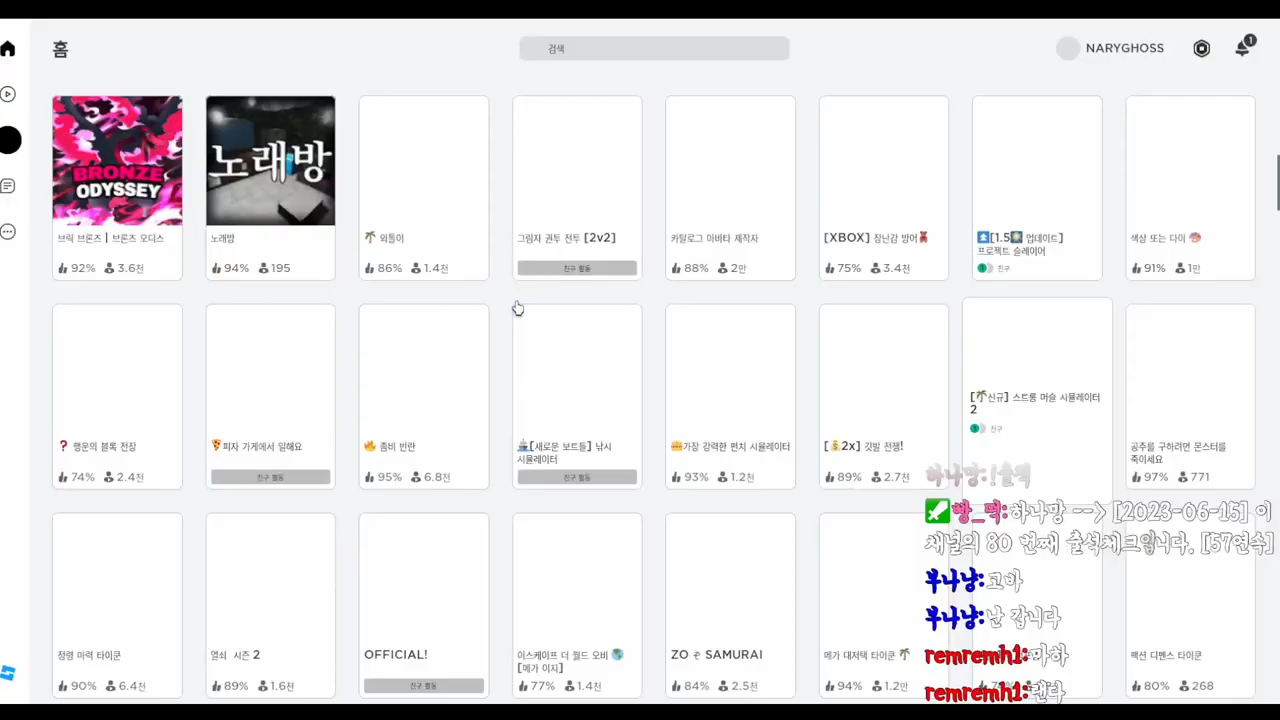 홈
검색
NARYGHOSS
1
BRONZE
ODYSSEY
노래방
브릭 브론즈 | 브론즈 오디스
92% 3.6천
노래방
94% 195
외톨이
86% 1.4천
그림자 권투 전투 [2v2]
친구 활동
카탈로그 아바타 제작자
88% 2만
[XBOX] 장난감 방어
75% 3.4천
[1.5 업데이트]
프로젝트 슬레이어
친구
색상 또는 다이
91% 1만
행운의 블록 전장
74% 2.4천
피자 가게에서 일해요
친구 활동
좀비 반란
95% 6.8천
[새로운 보트들] 낚시
시뮬레이터
친구 활동
가장 강력한 펀치 시뮬레이터
93% 1.2천
[2x] 깃발 전쟁!
89% 2.7천
[신규] 스트롱 머슬 시뮬레이터
2
친구
공주를 구하려면 몬스터를
죽이세요
97% 771
정령 마력 타이쿤
90% 6.4천
열쇠 시즌 2
89% 1.6천
OFFICIAL!
친구 활동
이스케이프 더 월드 오비
[메가 이지]
77% 1.4천
ZO SAMURAI
84% 2.5천
메가 대저택 타이쿤
94% 1.2만
팩션 디펜스 타이쿤
80% 268
하나망:!출첵
빵_떡:하나망 --> [2023-06-15] 이
채널의 80 번째 출석체크입니다. [57연속]
부나냥:고바
부나냥:난 갑니다
remremh1:마하
remremh1:랜다